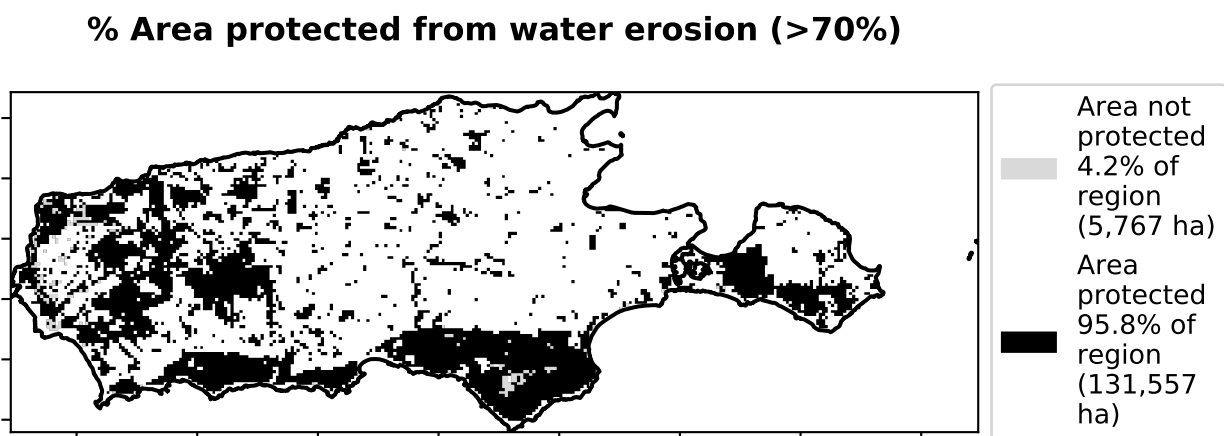 % Area protected from water erosion (>70%)
Area not
protected
4.2% of
region
(5,767 ha)
Area
protected
95.8% of
region
(131,557
ha)